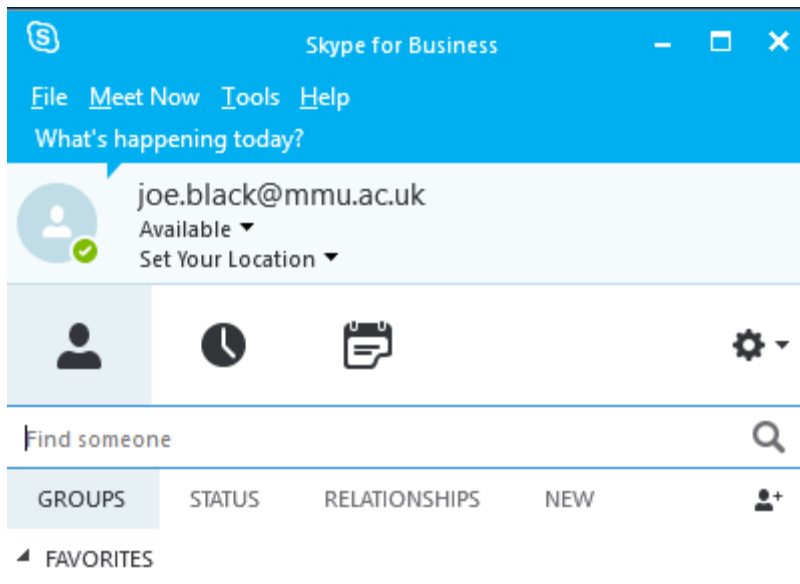 Skype for Business
File Meet Now Tools Help
What's happening today?
joe.black@mmu.ac.uk
Available
Set Your Location
Find someone
GROUPS STATUS RELATIONSHIPS NEW
FAVORITES